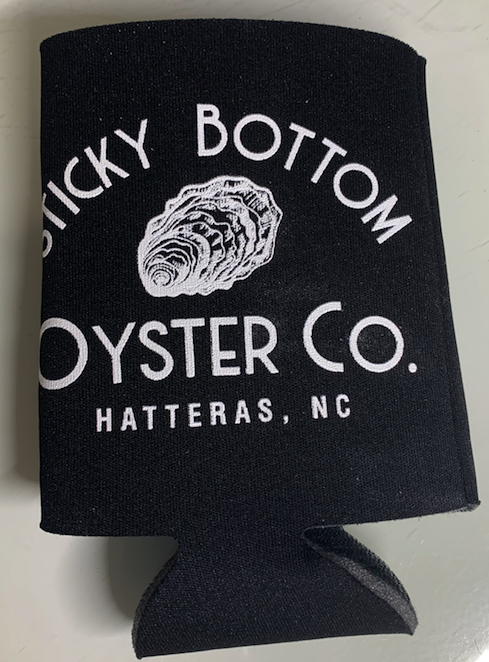 STICKY BOTTOM
OYSTER CO.
HATTERAS, NC